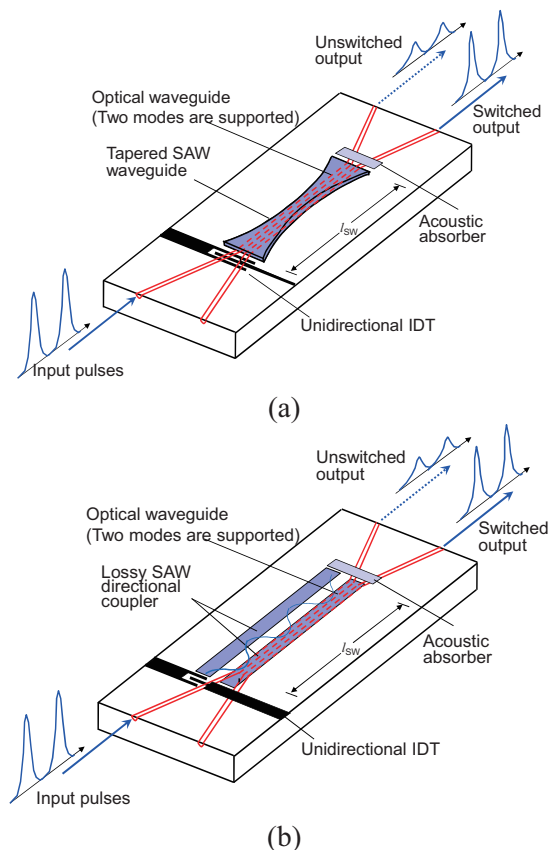 Unswitched
output
Optical waveguide
(Two modes are supported)
Switched
output
Tapered SAW
waveguide
Acoustic
absorber
lsw
Unidirectional IDT
Input pulses
(a)
Unswitched
output
Optical waveguide
(Two modes are supported)
Switched
output
Lossy SAW
directional
coupler
Acoustic
absorber
lsw
Unidirectional IDT
Input pulses
(b)